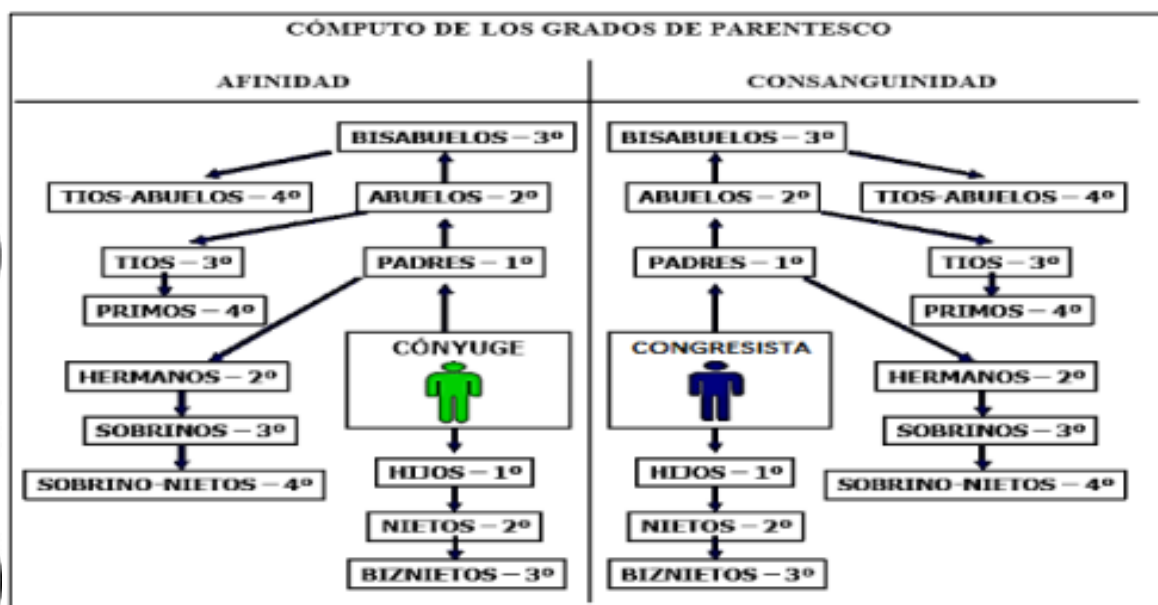 CÓMPUTO DE LOS GRADOS DE PARENTESCO
AFINIDAD
CONSANGUINIDAD
BISABUELOS – 3º
TIOS-ABUELOS – 4º
ABUELOS – 2º
TIOS – 3º
PADRES – 1º
PRIMOS – 4º
CÓNYUGE
HERMANOS – 2º
SOBRINOS – 3º
SOBRINO-NIETOS – 4º
HIJOS – 1º
NIETOS – 2º
BIZNIETOS – 3º
BISABUELOS – 3º
ABUELOS – 2º
TIOS-ABUELOS – 4º
PADRES – 1º
TIOS – 3º
PRIMOS – 4º
CONGRESISTA
HERMANOS – 2º
SOBRINOS – 3º
SOBRINO-NIETOS – 4º
HIJOS – 1º
NIETOS – 2º
BIZNIETOS – 3º